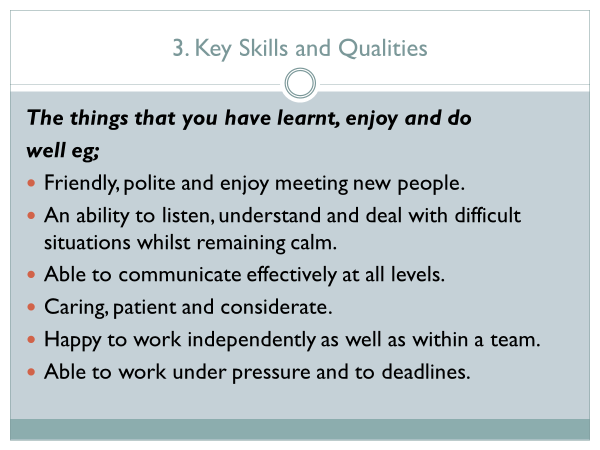 3. Key Skills and Qualities
The things that you have learnt, enjoy and do
well eg;
• Friendly, polite and enjoy meeting new people.
• An ability to listen, understand and deal with difficult
situations whilst remaining calm.
• Able to communicate effectively at all levels.
• Caring, patient and considerate.
• Happy to work independently as well as within a team.
• Able to work under pressure and to deadlines.